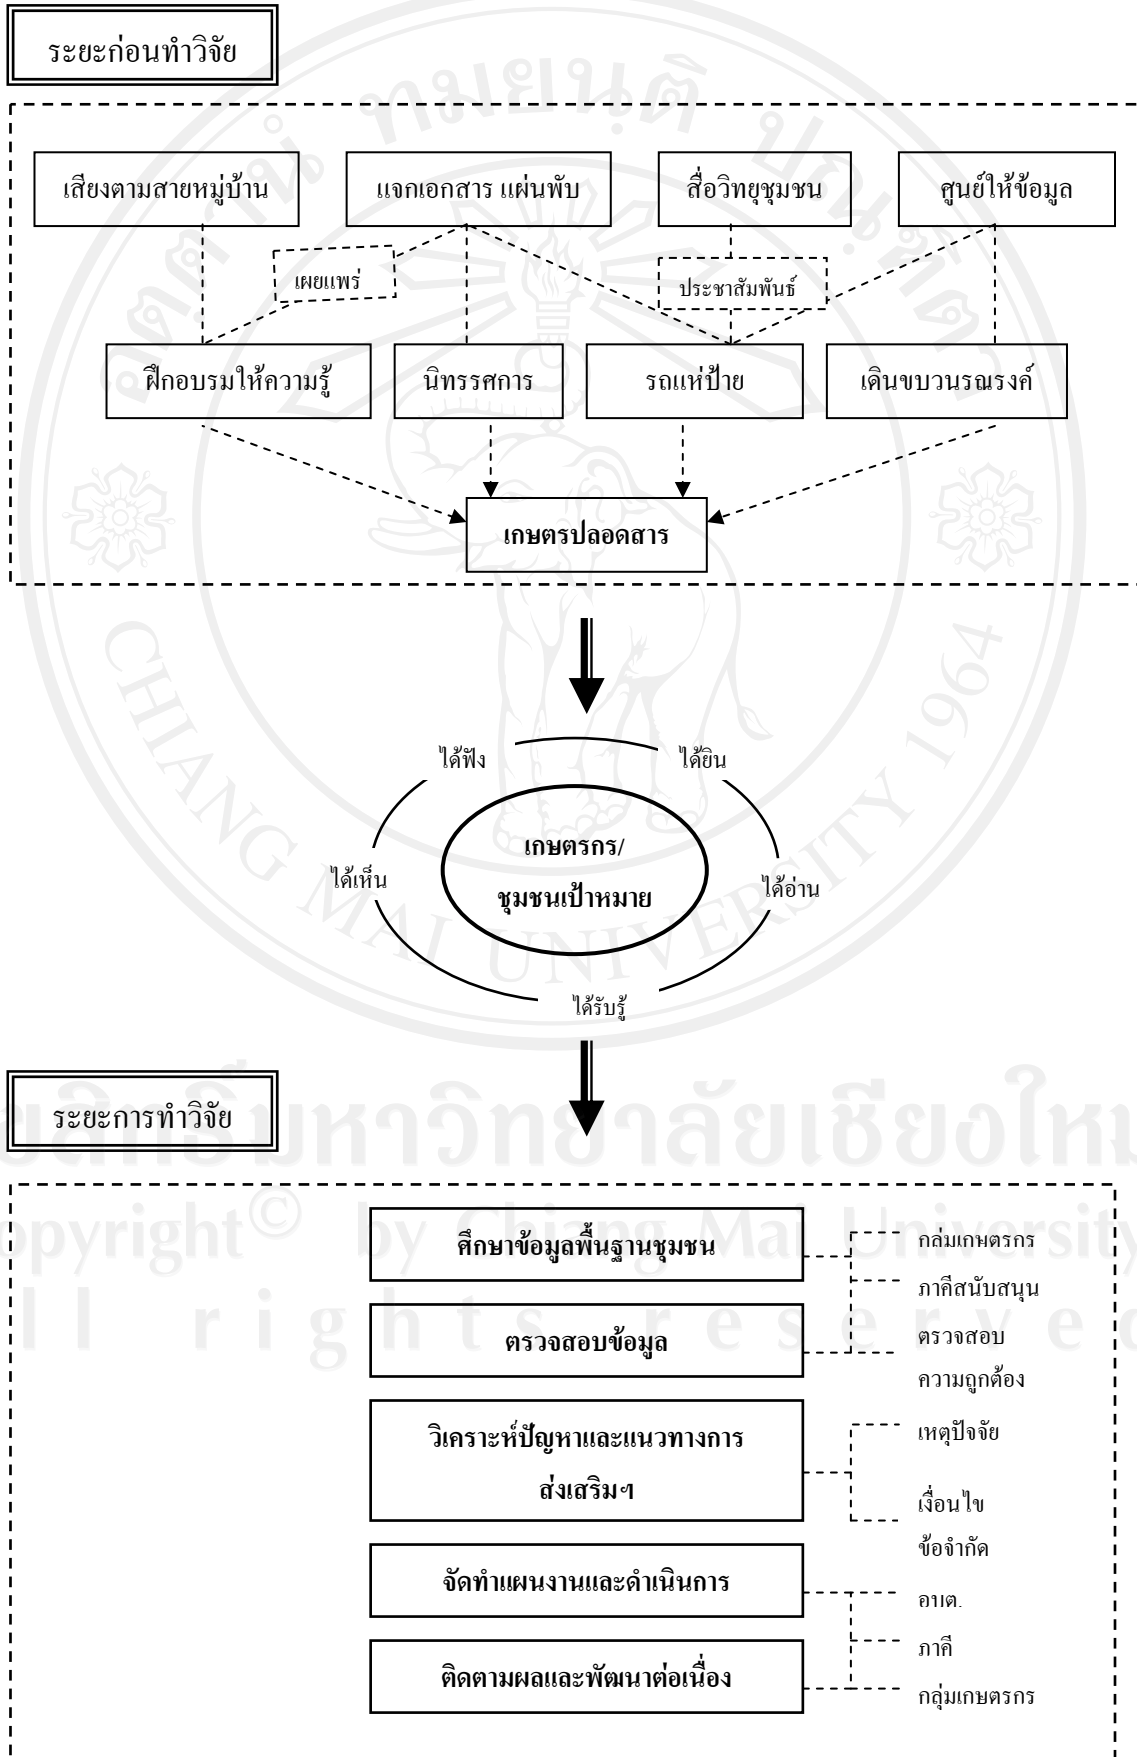 ระยะก่อนทำวิจัย
เสียงตามสายหมู่บ้าน
แจกเอกสาร แผ่นพับ
สื่อวิทยุชุมชน
ศูนย์ให้ข้อมูล
เผยแพร่
ประชาสัมพันธ์
ฝึกอบรมให้ความรู้
นิทรรศการ
รถแห่ป้าย
เดินขบวนรณรงค์
เกษตรปลอดสาร
ได้ฟัง
ได้ยิน
เกษตรกร/
ชุมชนเป้าหมาย
ได้เห็น
ได้อ่าน
ได้รับรู้
ระยะการทำวิจัย
ศึกษาข้อมูลพื้นฐานชุมชน
กลุ่มเกษตรกร
ภาคีสนับสนุน
ตรวจสอบข้อมูล
ตรวจสอบ
ความถูกต้อง
วิเคราะห์ปัญหาและแนวทางการ
ส่งเสริมฯ
เหตุปัจจัย
เงื่อนไข
ข้อจำกัด
จัดทำแผนงานและดำเนินการ
อบต.
ภาคี
ติดตามผลและพัฒนาต่อเนื่อง
กลุ่มเกษตรกร
CHIANG MAI UNIVERSITY 1964
opyright© by Chiang Mai University
ll rights reserve